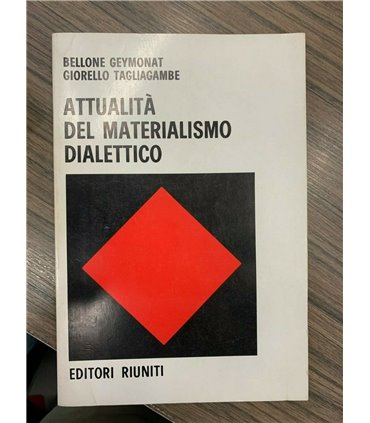 BELLONE GEYMONAT
GIORELLO TAGLIAGAMBE
ATTUALITÀ
DEL MATERIALISMO
DIALETTICO
EDITORI RIUNITI